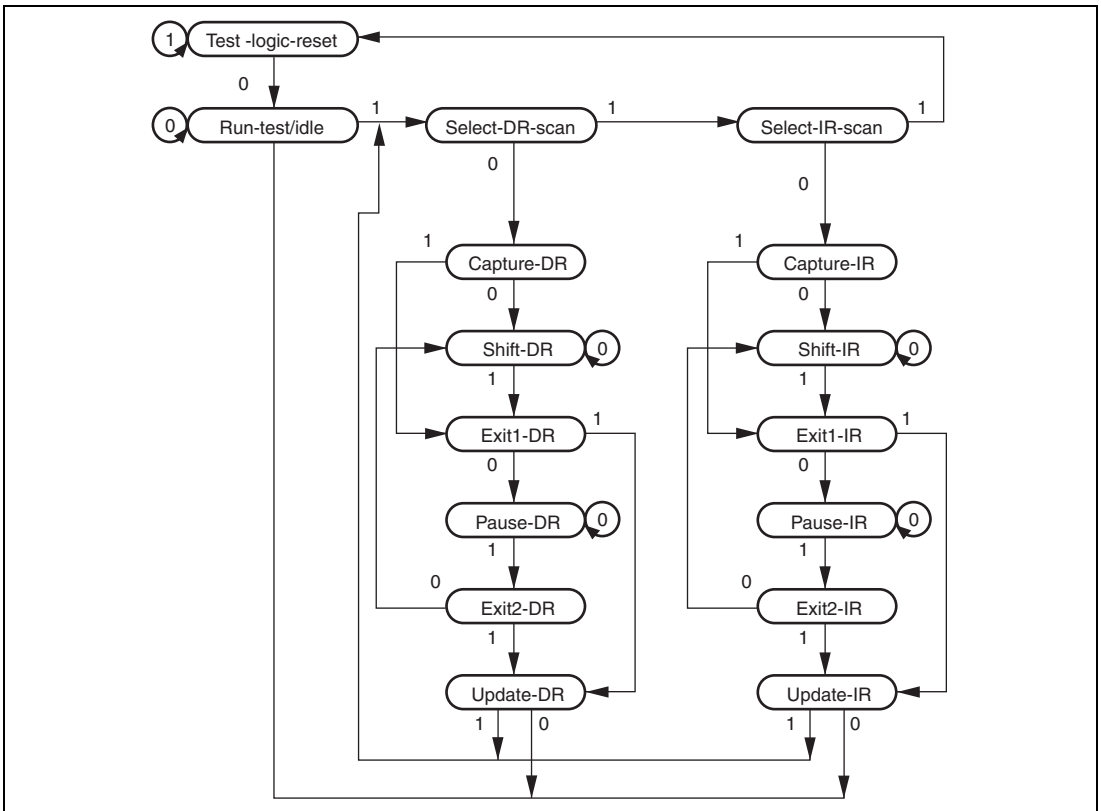 1 Test -logic-reset
0
0 Run-test/idle 1 Select-DR-scan 1 Select-IR-scan 1
0 0
1 Capture-DR 1 Capture-IR
0 0
Shift-DR 0 Shift-IR 0
1 1
Exit1-DR 1 Exit1-IR 1
0 0
Pause-DR 0 Pause-IR 0
1 1
0 Exit2-DR 0 Exit2-IR
1 1
Update-DR Update-IR
1 0 1 0